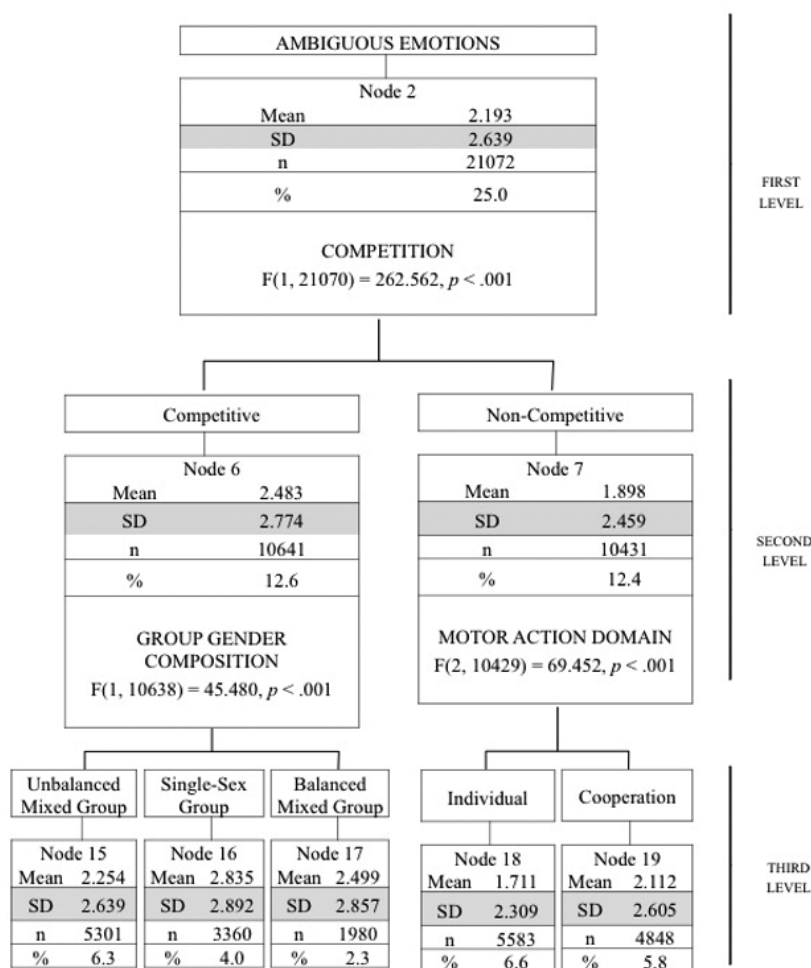 AMBIGUOUS EMOTIONS
Node 2
Mean 2.193
SD 2.639
n 21072
% 25.0
COMPETITION
F(1, 21070) = 262.562, p < .001
FIRST
LEVEL
Competitive
Node 6
Mean 2.483
SD 2.774
n 10641
% 12.6
GROUP GENDER
COMPOSITION
F(1, 10638) = 45.480, p < .001
Non-Competitive
Node 7
Mean 1.898
SD 2.459
n 10431
% 12.4
MOTOR ACTION DOMAIN
F(2, 10429) = 69.452, p < .001
SECOND
LEVEL
Unbalanced
Mixed Group
Node 15
Mean 2.254
SD 2.639
n 5301
% 6.3
Single-Sex
Group
Node 16
Mean 2.835
SD 2.892
n 3360
% 4.0
Balanced
Mixed Group
Node 17
Mean 2.499
SD 2.857
n 1980
% 2.3
Individual
Node 18
Mean 1.711
SD 2.309
n 5583
% 6.6
Cooperation
Node 19
Mean 2.112
SD 2.605
n 4848
% 5.8
THIRD
LEVEL